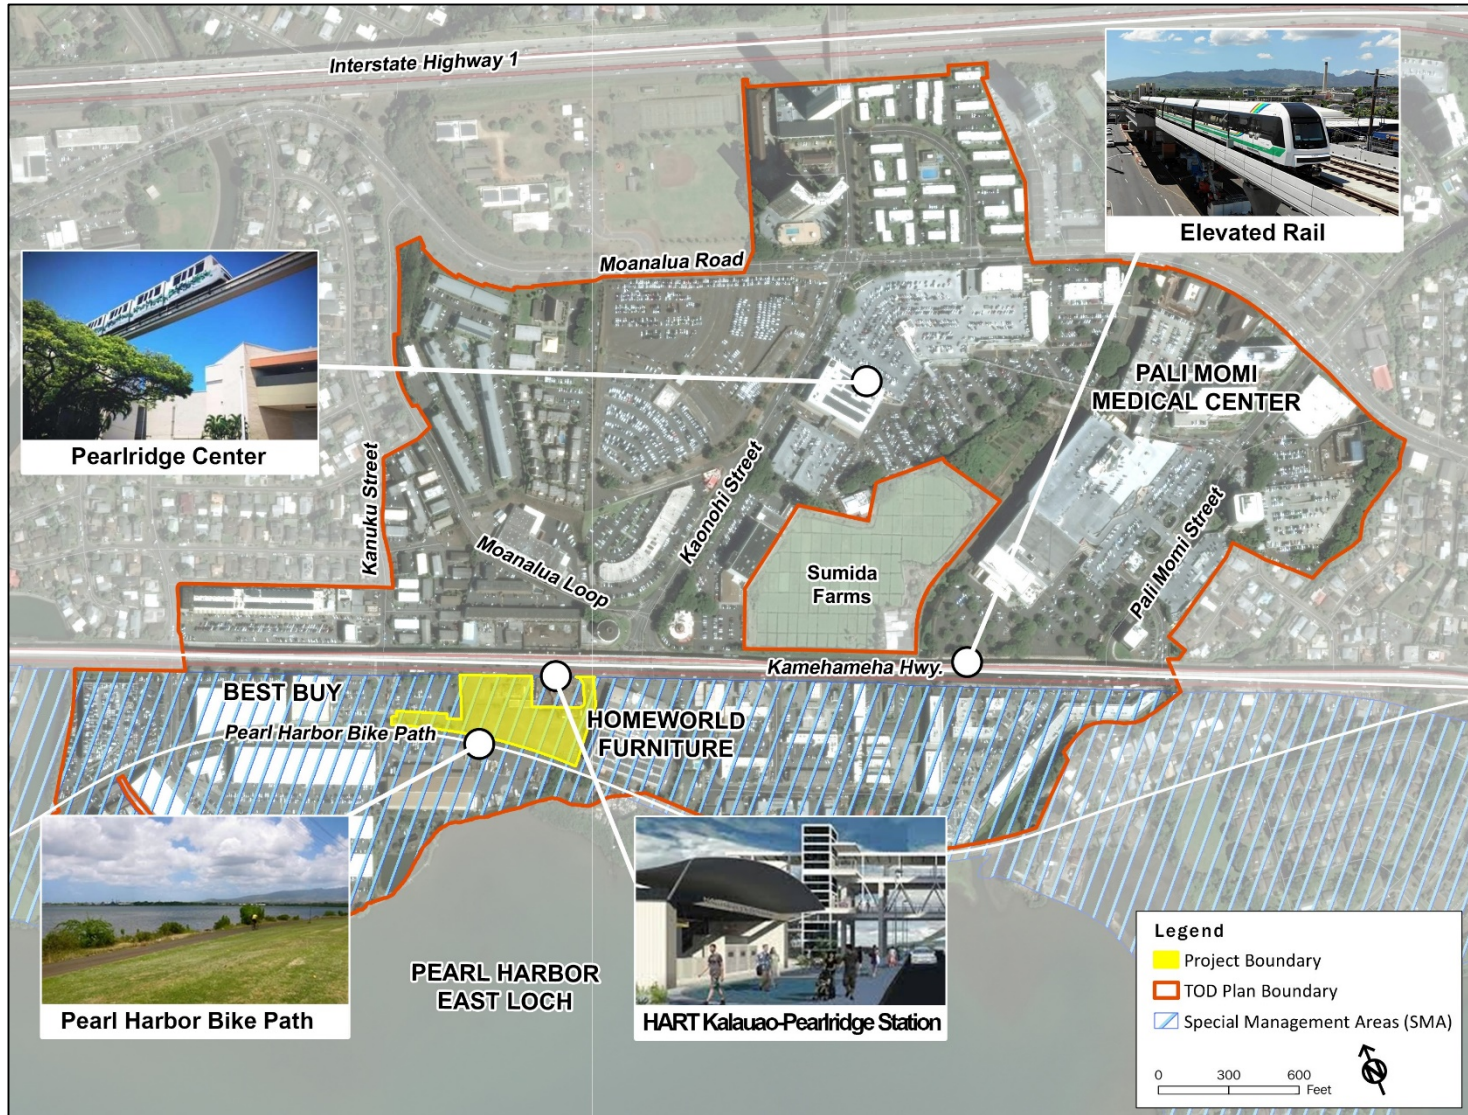 Interstate Highway 1
Elevated Rail
Moanalua Road
Pearlridge Center
PALI MOMI
MEDICAL CENTER
Kanuku Street
Kaonohi Street
Moanalua Loop
Sumida
Farms
Pali Momi Street
Kamehameha Hwy.
BEST BUY
Pearl Harbor Bike Path
HOMEWORLD
FURNITURE
PEARL HARBOR
EAST LOCH
Pearl Harbor Bike Path
HART Kalauao-Pearlridge Station
Legend
Project Boundary
TOD Plan Boundary
Special Management Areas (SMA)
0 300 600
Feet
N